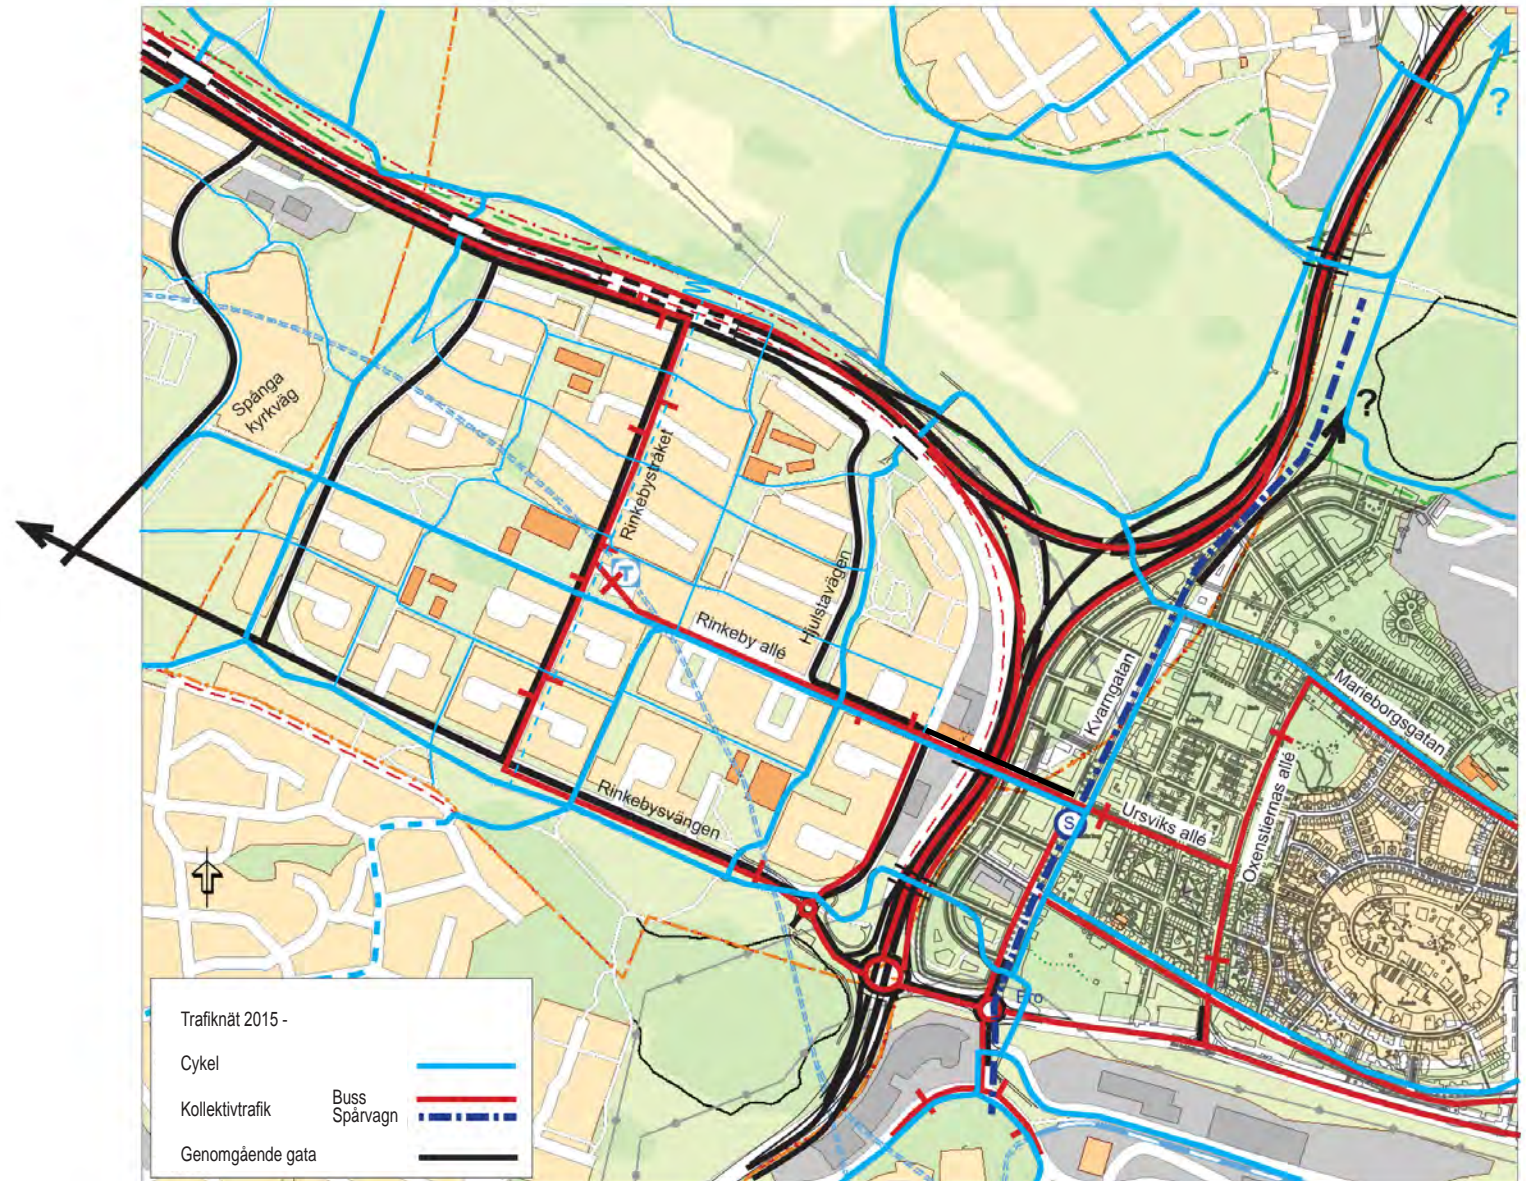 ?
?
Spånga
kyrkväg
Rinkebystråket
T
Hjulstavägen
Rinkeby allé
Kvarngatan
Marieborgsgatan
Oxenstiernas allé
Ursviks allé
S
Rinkebysvängen
Bro
Trafiknät 2015 -
Cykel
Kollektivtrafik Buss
Spårvagn
Genomgående gata